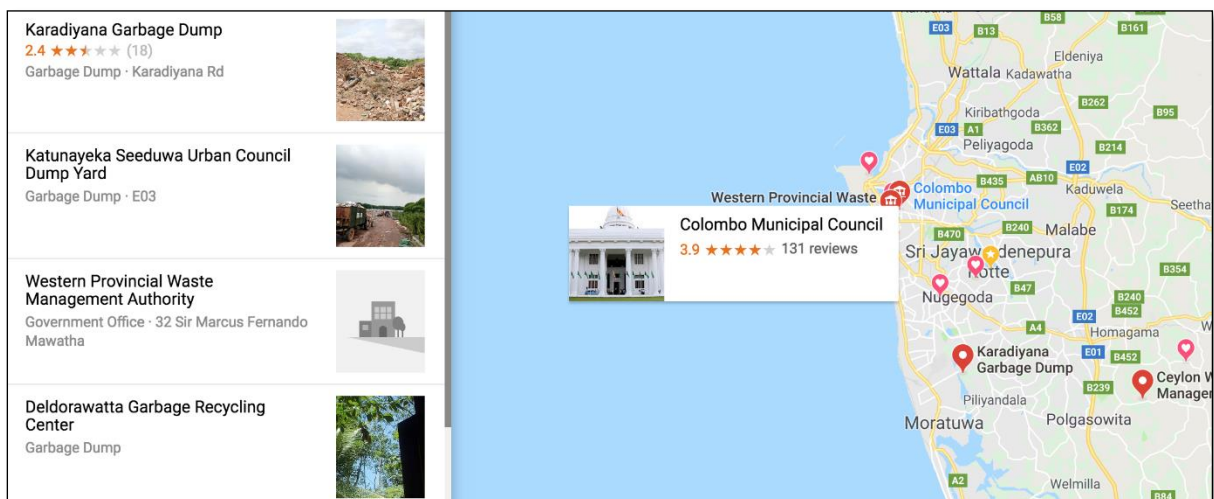 Karadiyana Garbage Dump
2.4 (18)
Garbage Dump · Karadiyana Rd
Katunayeka Seeduwa Urban Council
Dump Yard
Garbage Dump · E03
Western Provincial Waste
Management Authority
Government Office · 32 Sir Marcus Fernando
Mawatha
Deldorawatta Garbage Recycling
Center
Garbage Dump
E03
B13
B58
B161
Eldeniya
Wattala
Kadawatha
B262
B95
Kiribathgoda
E03
A1
B362
Peliyagoda
B214
E02
B435
AB10
Kaduwela
Western Provincial Waste
Colombo
Municipal Council
B174
Colombo Municipal Council
3.9 131 reviews
B470
B240
Malabe
Kotte
B354
B47
Nugegoda
B240
B452
E02
A4
Homagama
Karadiyana
Garbage Dump
E01
B452
B239
Piliyandala
Moratuwa
Polgasowita
A2
Welmilla
B84